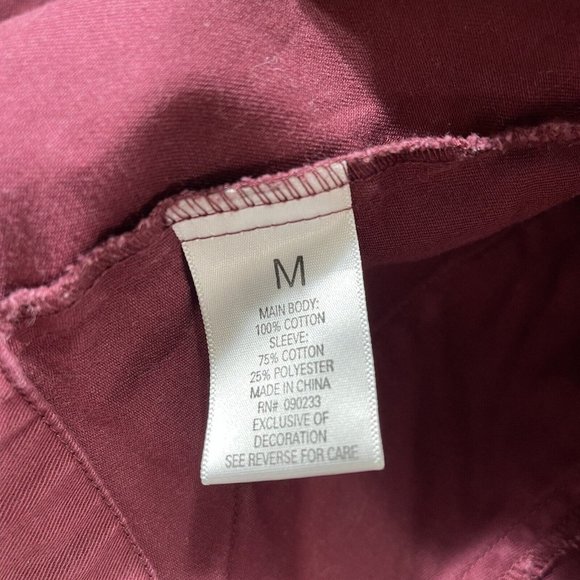 M
MAIN BODY:
100% COTTON
SLEEVE:
75% COTTON
25% POLYESTER
MADE IN CHINA
RN# 090233
EXCLUSIVE OF
DECORATION
SEE REVERSE FOR CARE